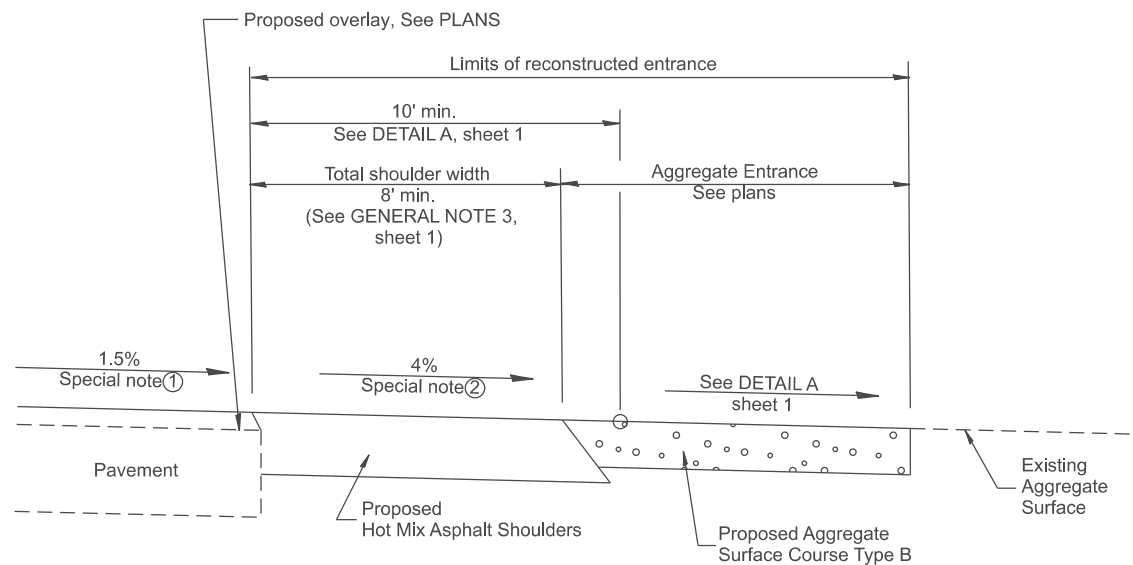 Proposed overlay, See PLANS
Limits of reconstructed entrance
10' min.
See DETAIL A, sheet 1
Total shoulder width
8' min.
(See GENERAL NOTE 3,
sheet 1)
Aggregate Entrance
See plans
1.5%
Special note①
4%
Special note②
See DETAIL A
sheet 1
Pavement
Proposed
Hot Mix Asphalt Shoulders
Proposed Aggregate
Surface Course Type B
Existing
Aggregate
Surface